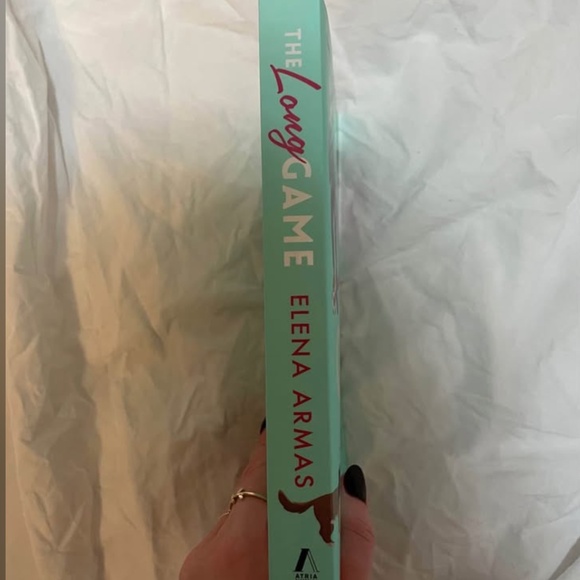 THE Long GAME
ELENA ARMAS
ATRIA